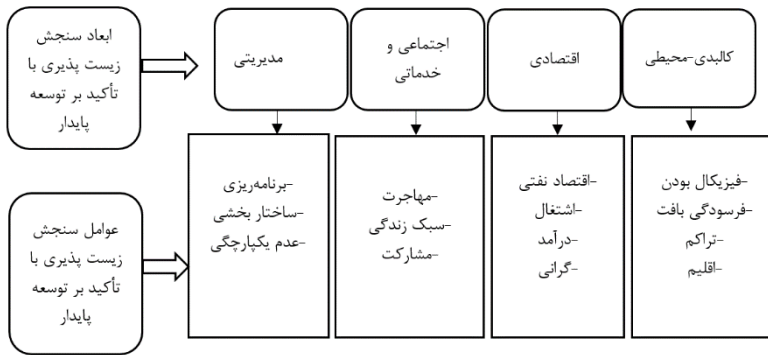 ابعاد سنجش
زیست پذیری با
تأکید بر توسعه
پایدار
مدیریتی
اجتماعی و
خدماتی
اقتصادی
کالبدی-محیطی
عوامل سنجش
زیست پذیری با
تأکید بر توسعه
پایدار
-برنامه‌ریزی
-ساختار بخشی
-عدم یکپارچگی
-مهاجرت
-سبک زندگی
-مشارکت
-اقتصاد نفتی
-اشتغال
-درآمد
-گرانی
-فیزیکال بودن
-فرسودگی بافت
-تراکم
-اقلیم